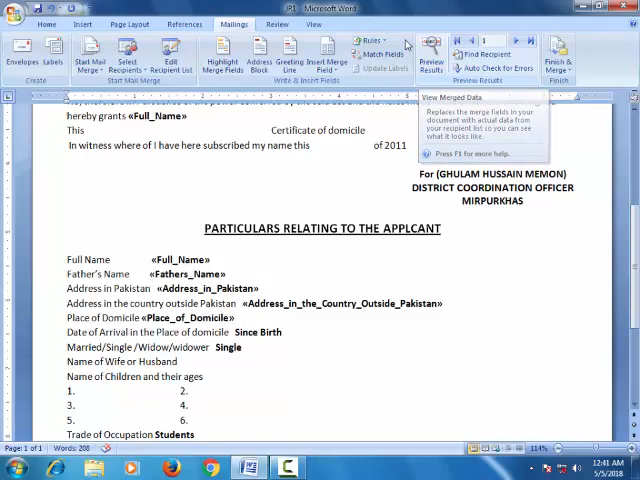 JR1 - Microsoft Word
Home
Page Layout
References
Mailings
Review
View
Envelopes
Labels
Start Mail
Merge
Select
Recipients
Edit
Recipient List
Highlight
Merge Fields
Address
Block
Greeting
Line
Insert Merge
Field
Rules
Match Fields
Update Labels
Preview
Results
1
Find Recipient
Auto Check for Errors
Finish &
Merge
Create
Start Mail Merge
Write & Insert Fields
Preview Results
Finish
View Merged Data
Replaces the merge fields in your
document with actual data from
your recipient list so you can see
what it looks like.
Press F1 for more help.
hereby grants «Full_Name»
This Certificate of domicile
In witness where of I have here subscribed my name this of 2011
For (GHULAM HUSSAIN MEMON)
DISTRICT COORDINATION OFFICER
MIRPURKHAS
PARTICULARS RELATING TO THE APPLCANT
Full Name «Full_Name»
Father's Name «Fathers_Name»
Address in Pakistan «Address_in_Pakistan»
Address in the country outside Pakistan «Address_in_the_Country_Outside_Pakistan»
Place of Domicile «Place_of_Domicile»
Date of Arrival in the Place of domicile Since Birth
Married/Single /Widow/widower Single
Name of Wife or Husband
Name of Children and their ages
1. 2.
3. 4.
5. 6.
Trade of Occupation Students
Page: 1 of 1
Words: 208
114%
12:41 AM
5/5/2018